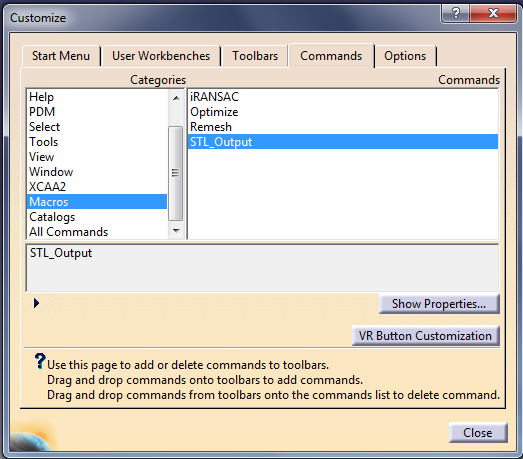 Customize
Start Menu
User Workbenches
Toolbars
Commands
Options
Categories
Commands
Help
PDM
Select
Tools
View
Window
XCAA2
Macros
Catalogs
All Commands
iRANSAC
Optimize
Remesh
STL_Output
STL_Output
Show Properties...
VR Button Customization
? Use this page to add or delete commands to toolbars.
Drag and drop commands onto toolbars to add commands.
Drag and drop commands from toolbars onto the commands list to delete command.
Close